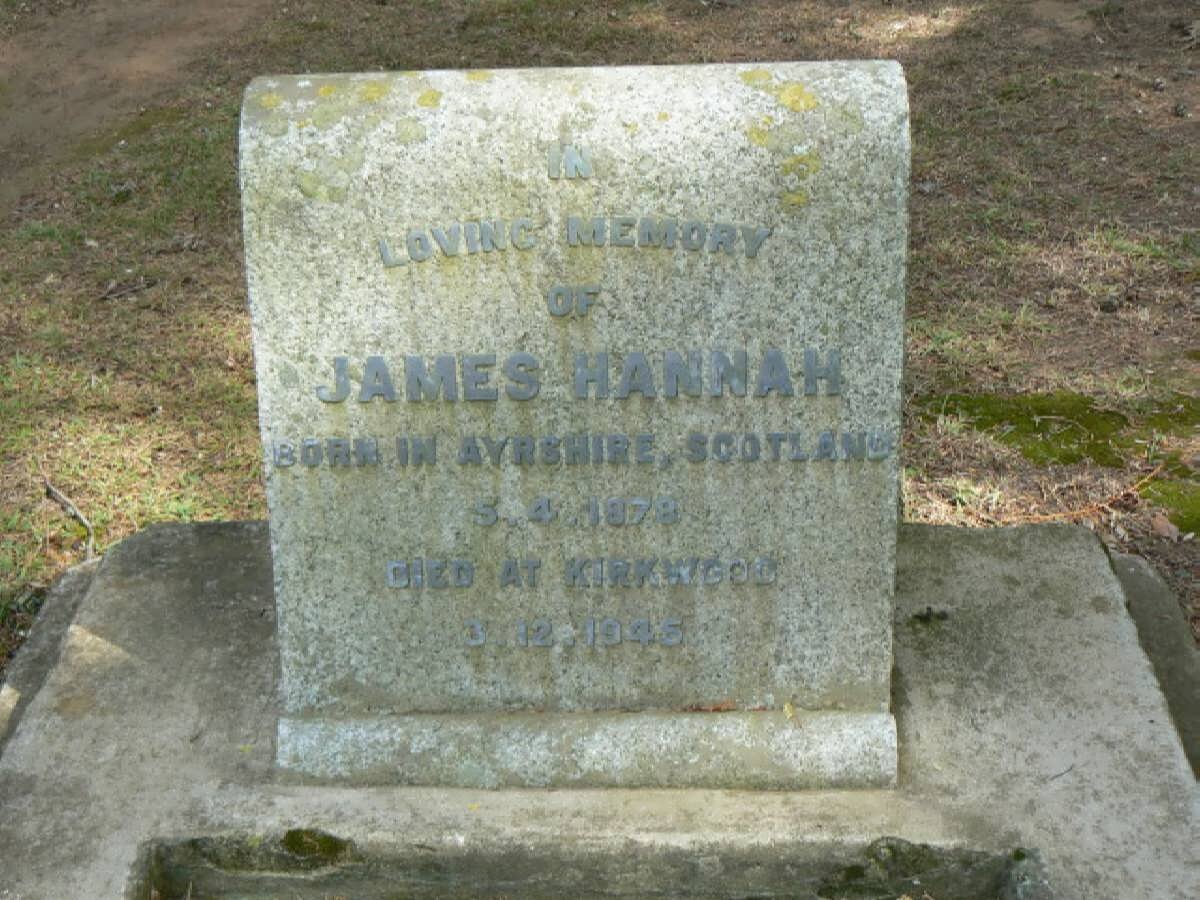 IN
LOVING MEMORY
OF
JAMES HANNAH
BORN IN AYRSHIRE, SCOTLAND
5.4.1878
DIED AT KIRKWOOD
3.12.1945